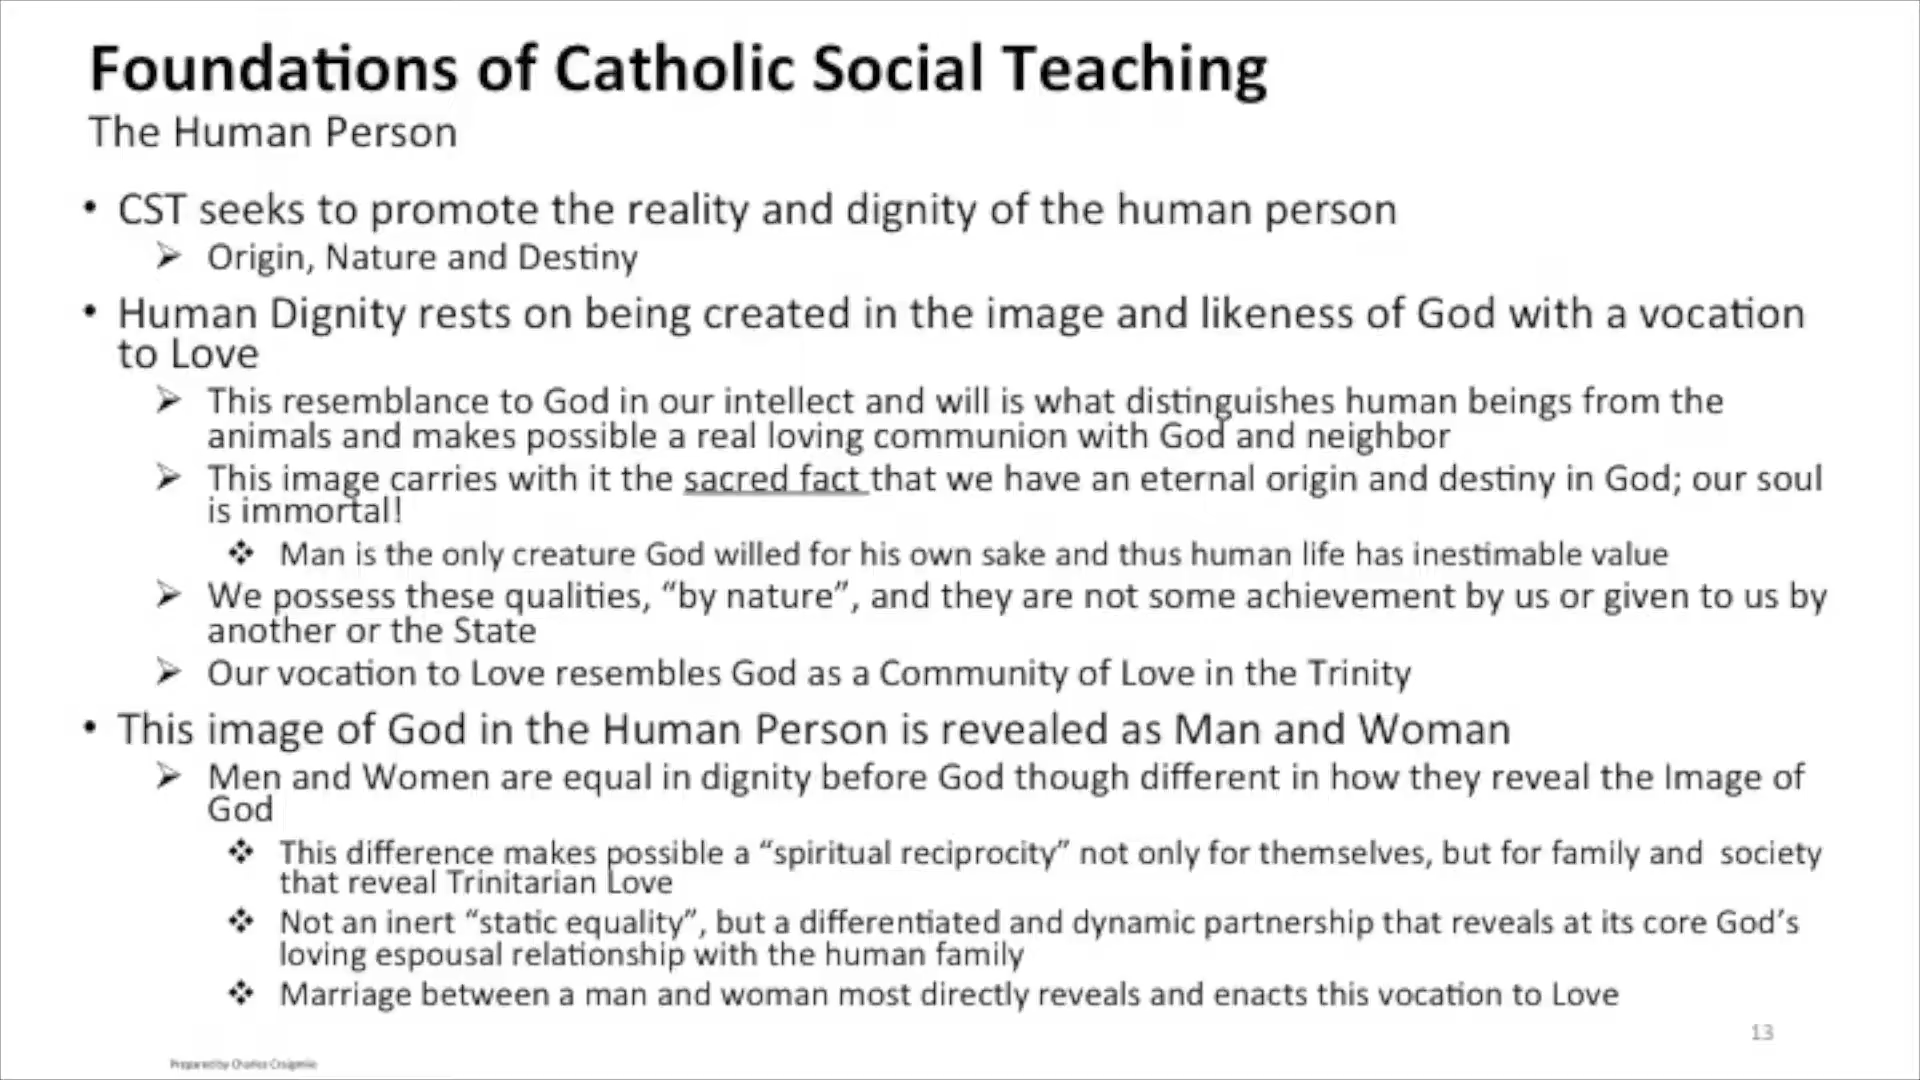 Foundations of Catholic Social Teaching
The Human Person
• CST seeks to promote the reality and dignity of the human person
➢ Origin, Nature and Destiny
• Human Dignity rests on being created in the image and likeness of God with a vocation
to Love
➢ This resemblance to God in our intellect and will is what distinguishes human beings from the
animals and makes possible a real loving communion with God and neighbor
➢ This image carries with it the sacred fact that we have an eternal origin and destiny in God; our soul
is immortal!
❖ Man is the only creature God willed for his own sake and thus human life has inestimable value
➢ We possess these qualities, “by nature”, and they are not some achievement by us or given to us by
another or the State
➢ Our vocation to Love resembles God as a Community of Love in the Trinity
• This image of God in the Human Person is revealed as Man and Woman
➢ Men and Women are equal in dignity before God though different in how they reveal the Image of
God
❖ This difference makes possible a “spiritual reciprocity” not only for themselves, but for family and society
that reveal Trinitarian Love
❖ Not an inert “static equality”, but a differentiated and dynamic partnership that reveals at its core God’s
loving espousal relationship with the human family
❖ Marriage between a man and woman most directly reveals and enacts this vocation to Love
13
Prepared by Charles Craigmile